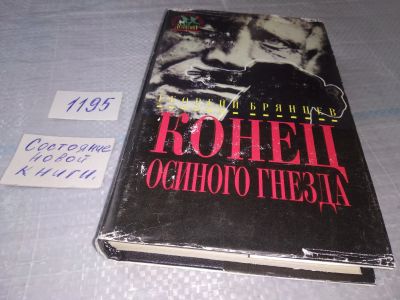 1195
Состояние
новой
книги.
ГЕОРГИЙ БРЯНЦЕВ
КОНЕЦ
ОСИНОГО ГНЕЗДА